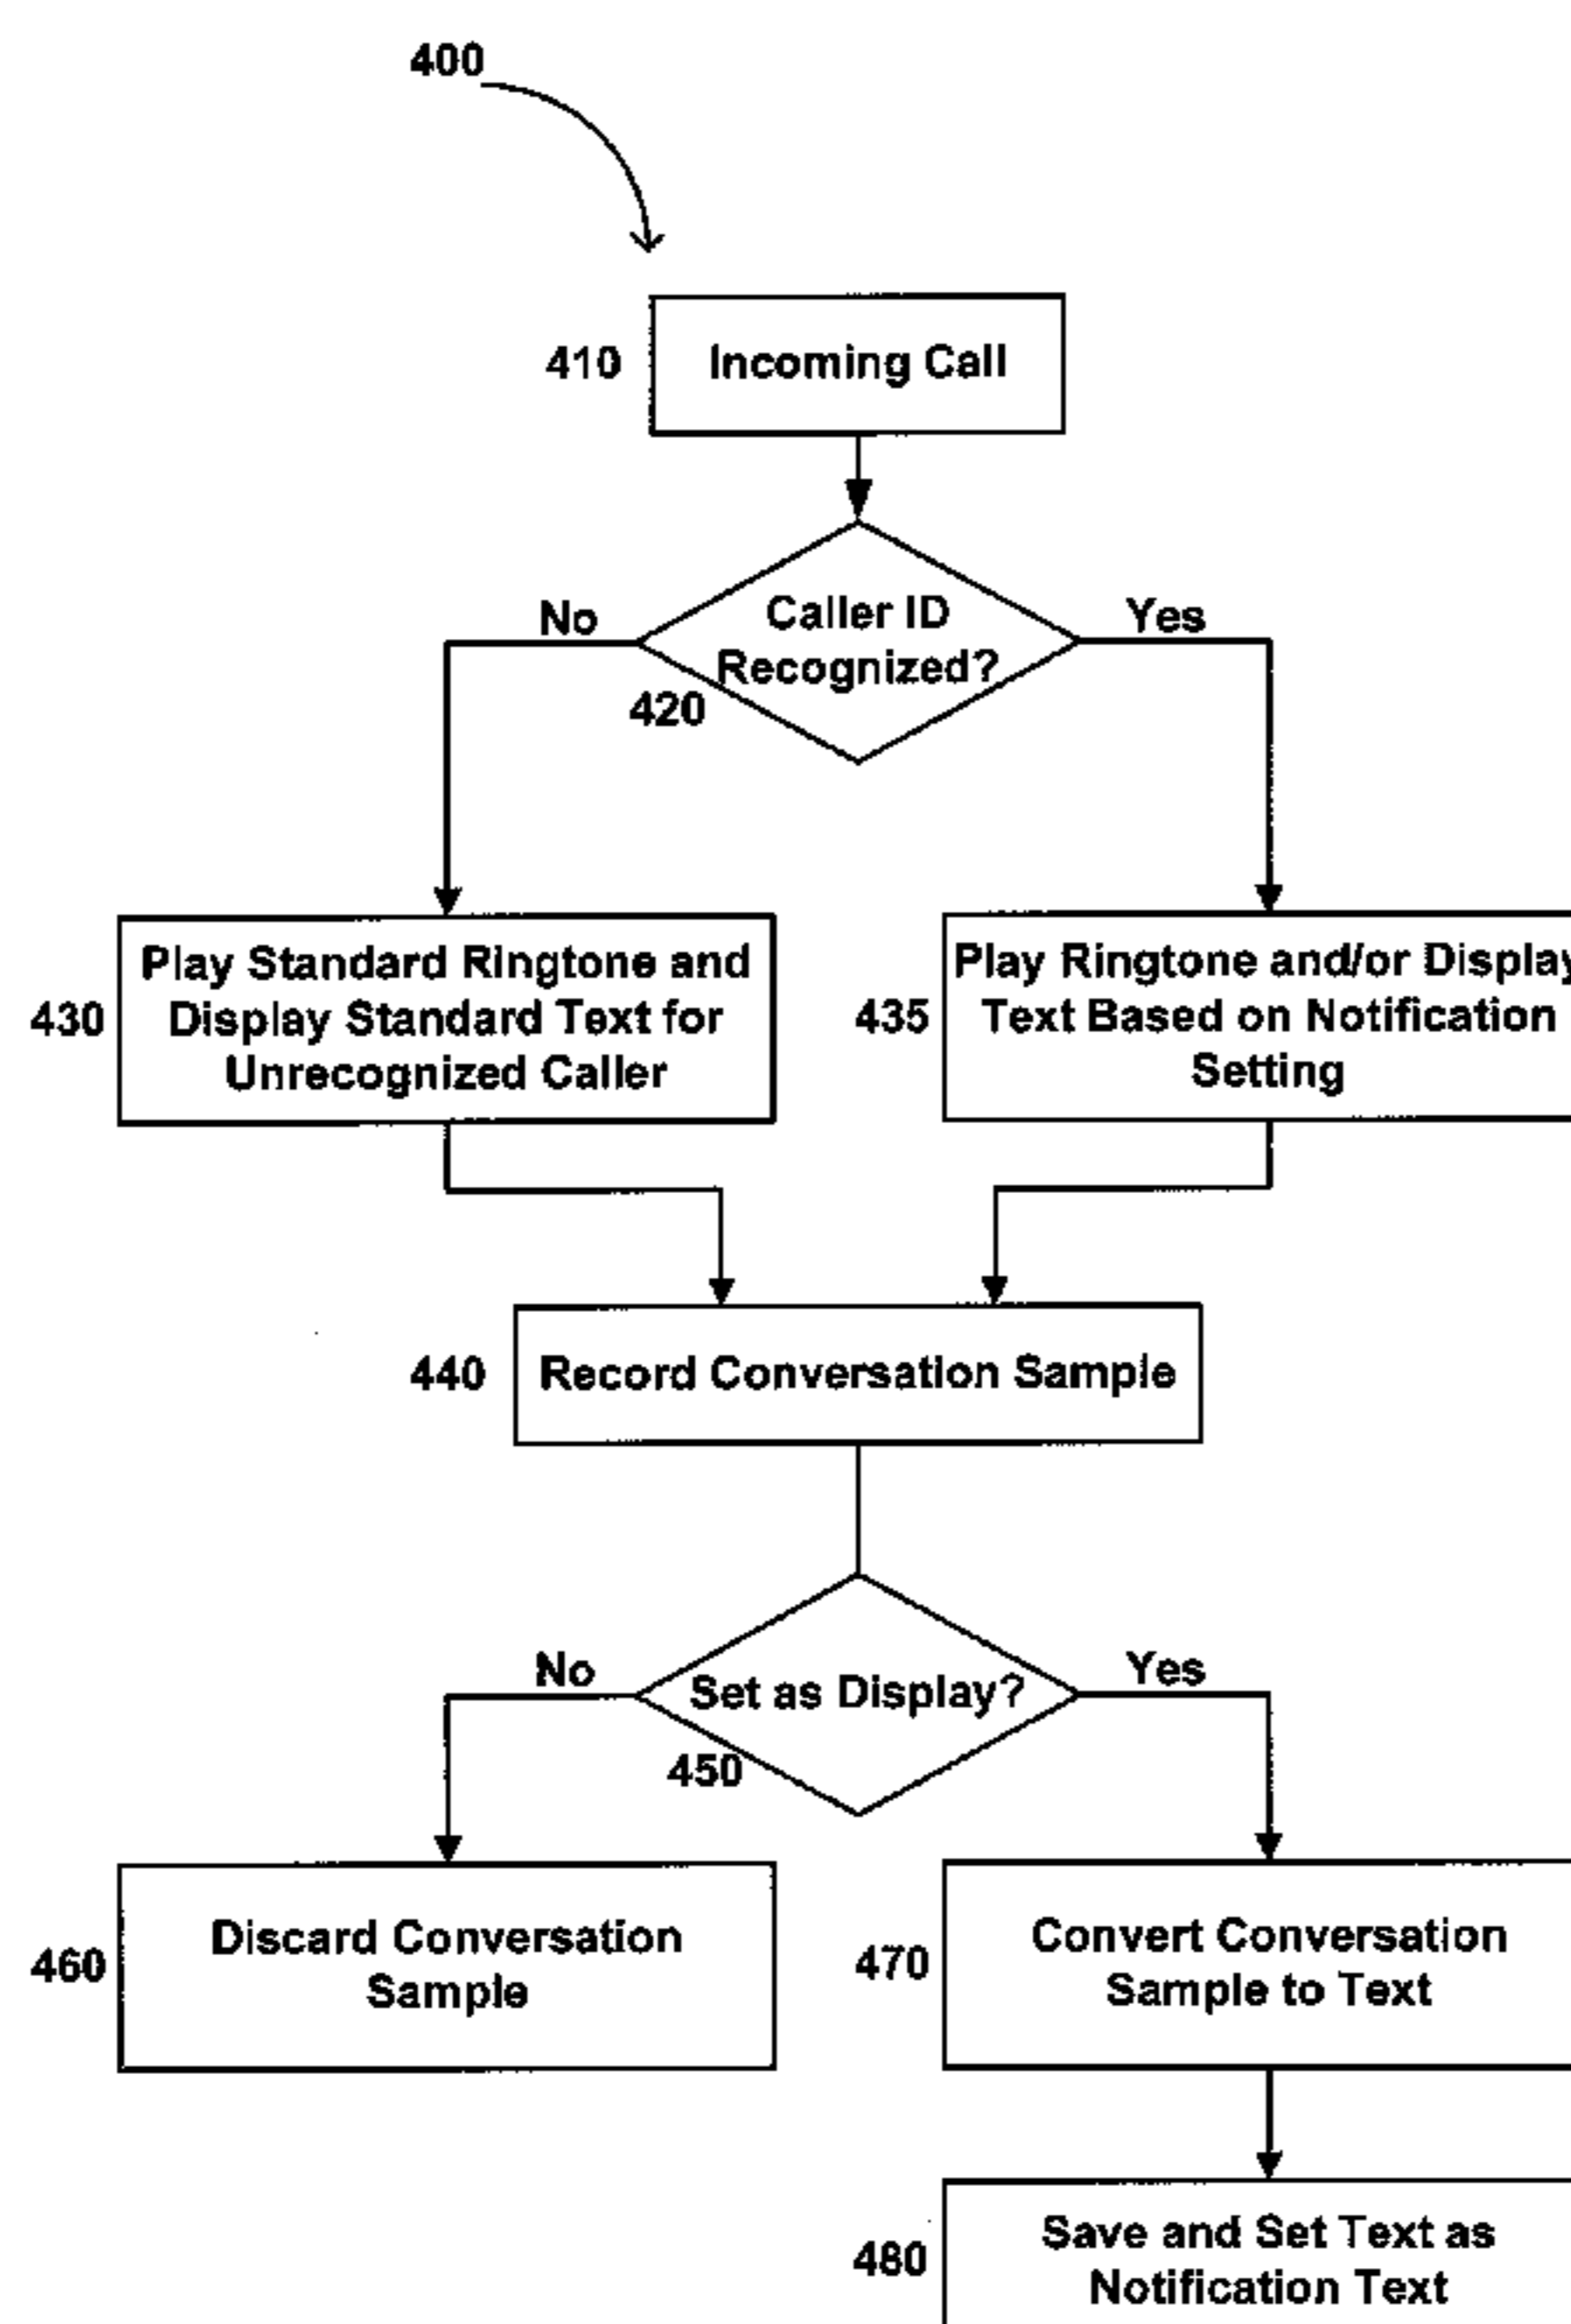 400
410
Incoming Call
No
Caller ID
Yes
Recognized?
420
Play Standard Ringtone and
Display Standard Text for
Unrecognized Caller
430
Play Ringtone and/or Display
Text Based on Notification
Setting
435
440
Record Conversation Sample
No
Set as Display?
Yes
450
460
Discard Conversation
Sample
470
Convert Conversation
Sample to Text
480
Save and Set Text as
Notification Text